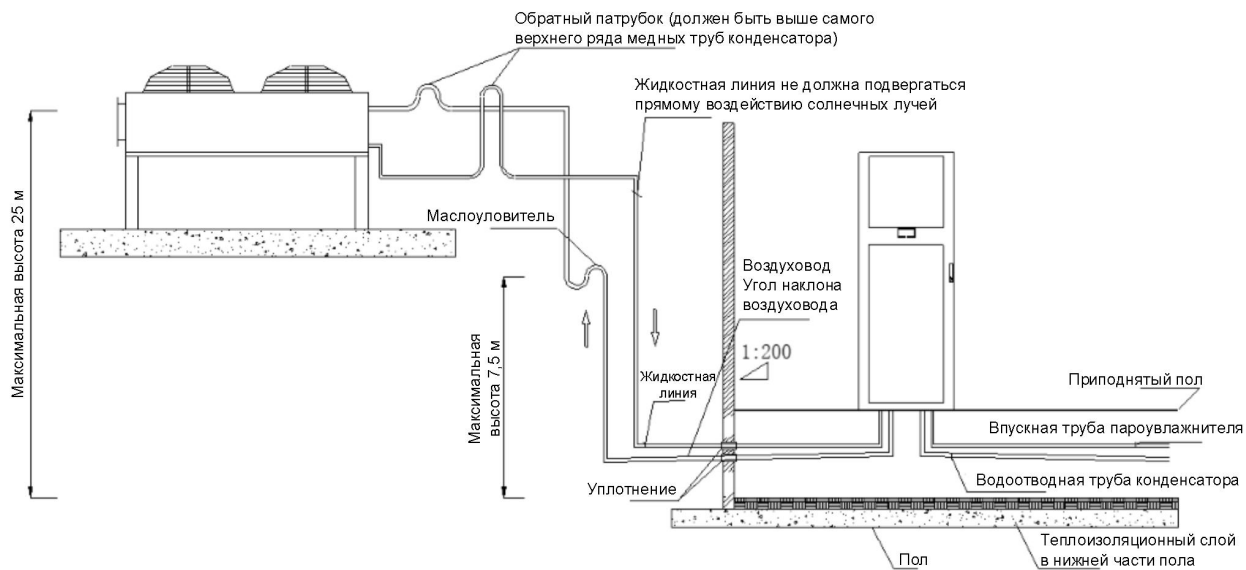 Обратный патрубок (должен быть выше самого
верхнего ряда медных труб конденсатора)
Жидкостная линия не должна подвергаться
прямому воздействию солнечных лучей
Максимальная высота 25 м
Маслоуловитель
Воздуховод
Угол наклона
воздуховода
1:200
Максимальная
высота 7,5 м
Жидкостная
линия
Приподнятый пол
Впускная труба пароувлажнителя
Водоотводная труба конденсатора
Уплотнение
Теплоизоляционный слой
в нижней части пола
Пол